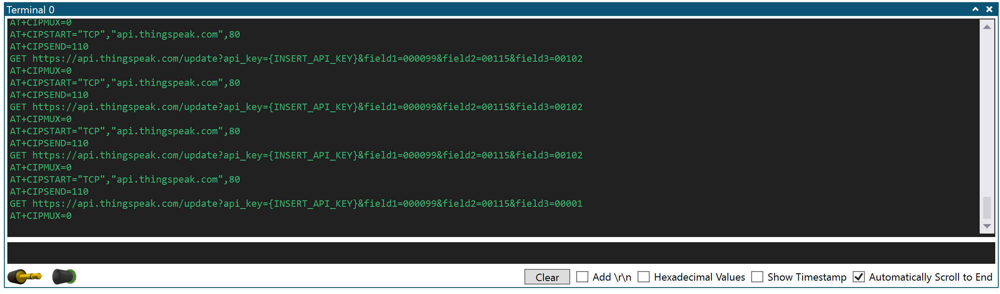 Terminal 0
AT+CIPMUX=0
AT+CIPSTART="TCP","api.thingspeak.com",80
AT+CIPSEND=110
GET https://api.thingspeak.com/update?api_key={INSERT_API_KEY}&field1=000099&field2=00115&field3=00102
AT+CIPMUX=0
AT+CIPSTART="TCP","api.thingspeak.com",80
AT+CIPSEND=110
GET https://api.thingspeak.com/update?api_key={INSERT_API_KEY}&field1=000099&field2=00115&field3=00102
AT+CIPMUX=0
AT+CIPSTART="TCP","api.thingspeak.com",80
AT+CIPSEND=110
GET https://api.thingspeak.com/update?api_key={INSERT_API_KEY}&field1=000099&field2=00115&field3=00102
AT+CIPMUX=0
AT+CIPSTART="TCP","api.thingspeak.com",80
AT+CIPSEND=110
GET https://api.thingspeak.com/update?api_key={INSERT_API_KEY}&field1=000099&field2=00115&field3=00001
AT+CIPMUX=0
Clear Add \r\n Hexadecimal Values Show Timestamp Automatically Scroll to End